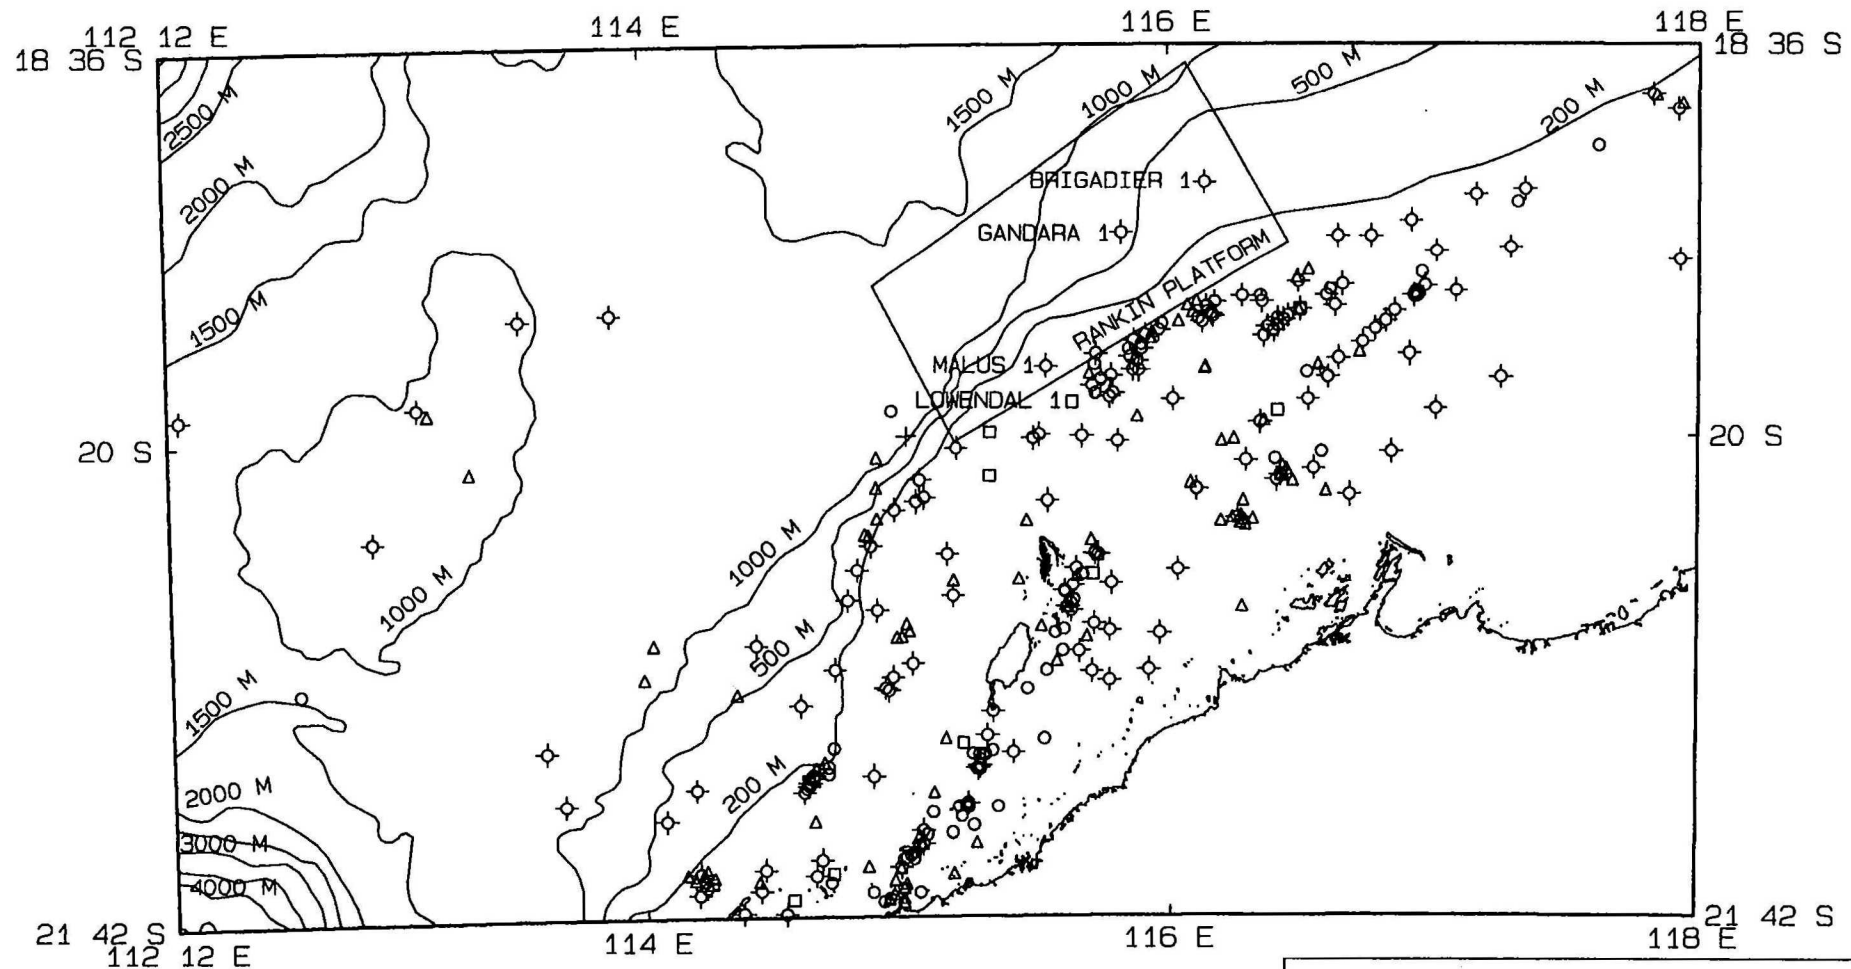 114 E
116 E
118 E
112 12 E
18 36 S
18 36 S
2500 M
1500 M
1000 M
500 M
200 M
2000 M
BRIGADIER 1
GANDARA 1
RANKIN PLATFORM
1500 M
MALUS 1
LOWENDAL 1
20 S
20 S
1000 M
1000 M
500 M
1500 M
200 M
2000 M
3000 M
4000 M
21 42 S
21 42 S
112 12 E
114 E
116 E
118 E